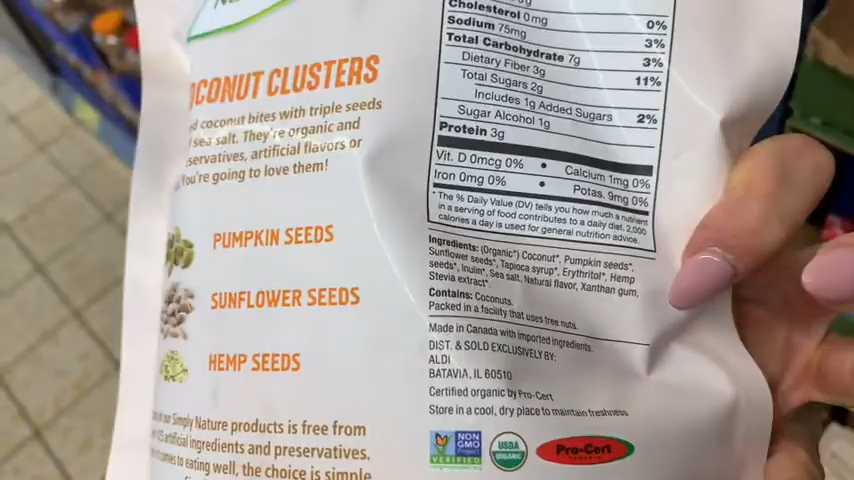 COCONUT CLUSTERS
coconut bites with triple seeds
sea salt. They're organic and
artificial flavors or
You're going to love them!
PUMPKIN SEEDS
SUNFLOWER SEEDS
HEMP SEEDS
our Simply Nature products is free from
artificial ingredients and preservatives.
comes to eating well, the choice is simple
Cholesterol 0mg 0%
Sodium 75mg 3%
Total Carbohydrate 7g 3%
Dietary Fiber 3g 11%
Total Sugars 2g
Includes 1g Added Sugars 2%
Sugar Alcohol 1g
Protein 3g
Vit. D 0mcg 0% • Calcium 1mg 0%
Iron 0mg 0% • Potas. 9mg 0%
* The % Daily Value (DV) tells you how much a nutrient
in a serving of food contributes to a daily diet. 2,000
calories a day is used for general nutrition advice.
Ingredients: (Organic*) Coconut*, Pumpkin seeds*,
Sunflower seeds*, Tapioca syrup*, Erythritol*, Hemp
seeds*, Inulin*, Sea salt, Natural flavor, Xanthan gum,
Stevia extract*.
Contains: Coconuts.
Packed in a facility that uses tree nuts.
Made in Canada with imported ingredients.
DIST. & SOLD EXCLUSIVELY BY:
ALDI
BATAVIA, IL 60510
Certified organic by Pro-Cert
Store in a cool, dry place to maintain freshness
NON
GMO
Project
VERIFIED
USDA
ORGANIC
Pro-Cert